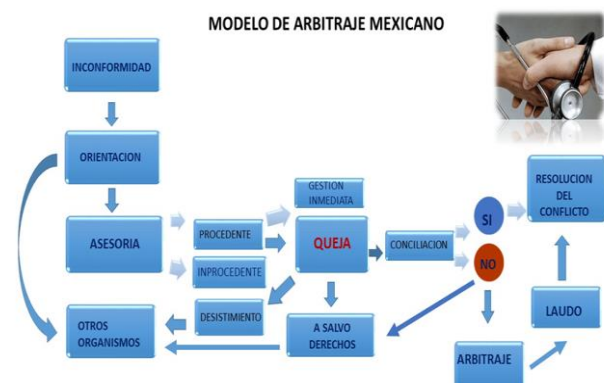 MODELO DE ARBITRAJE MEXICANO
INCONFORMIDAD
ORIENTACION
ASESORIA
PROCEDENTE
INPROCEDENTE
GESTION
INMEDIATA
QUEJA
CONCILIACION
SI
NO
RESOLUCION
DEL
CONFLICTO
DESISTIMIENTO
OTROS
ORGANISMOS
A SALVO
DERECHOS
ARBITRAJE
LAUDO